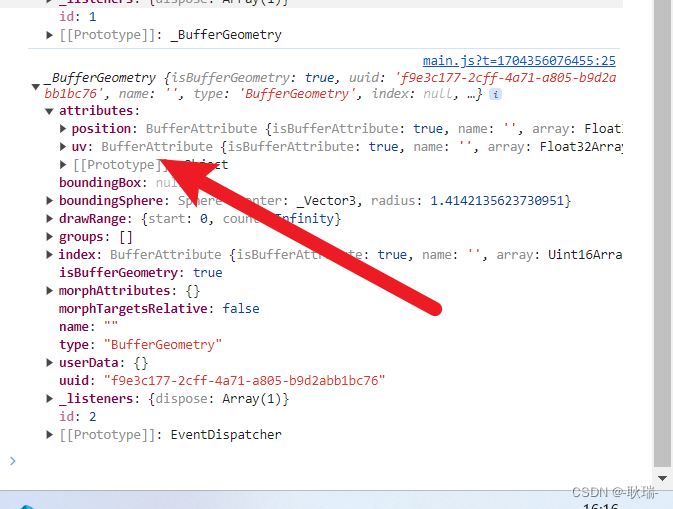 _listeners: {dispose: Array(1)}
id: 1
[[Prototype]]: _BufferGeometry
main.js?t=1704356076455:25
_BufferGeometry {isBufferGeometry: true, uuid: 'f9e3c177-2cff-4a71-a805-b9d2a
bb1bc76', name: '', type: 'BufferGeometry', index: null, …} i
attributes:
position: BufferAttribute {isBufferAttribute: true, name: '', array: Float3
uv: BufferAttribute {isBufferAttribute: true, name: '', array: Float32Array
[[Prototype]]: Object
boundingBox: null
boundingSphere: Sphere {center: _Vector3, radius: 1.4142135623730951}
drawRange: {start: 0, count: Infinity}
groups: []
index: BufferAttribute {isBufferAttribute: true, name: '', array: Uint16Arr
isBufferGeometry: true
morphAttributes: {}
morphTargetsRelative: false
name: ""
type: "BufferGeometry"
userData: {}
uuid: "f9e3c177-2cff-4a71-a805-b9d2abb1bc76"
_listeners: {dispose: Array(1)}
id: 2
[[Prototype]]: EventDispatcher
CSDN @-耿瑞-
16:16